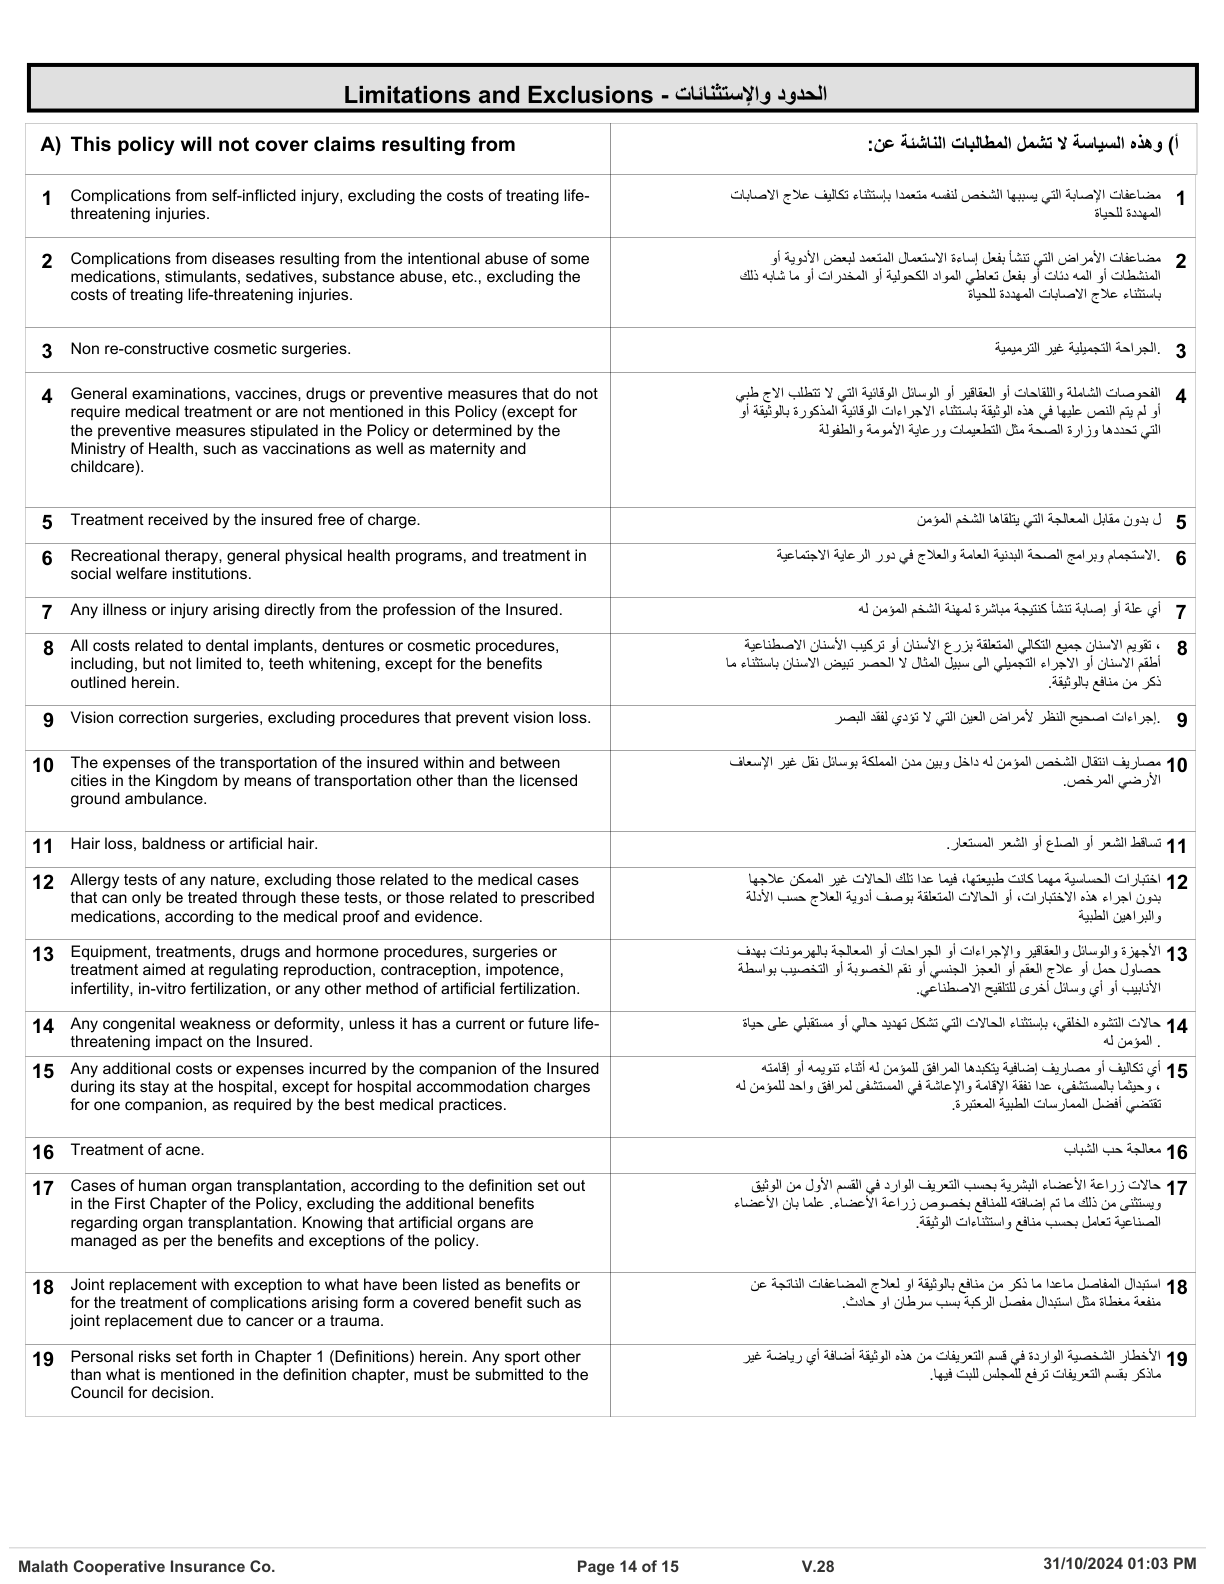 Limitations and Exclusions - الحدود والإستثنائات
A) This policy will not cover claims resulting from
أ) وهذه السياسة لا تشمل المطالبات الناشئة عن:
1 Complications from self-inflicted injury, excluding the costs of treating life-
threatening injuries.
1 مضاعفات الإصابة التي يسببها الشخص لنفسه متعمدا بإستثناء تكاليف علاج الاصابات
المهددة للحياة
2 Complications from diseases resulting from the intentional abuse of some
medications, stimulants, sedatives, substance abuse, etc., excluding the
costs of treating life-threatening injuries.
2 مضاعفات الأمراض التي تنشأ بفعل إساءة الاستعمال المتعمد لبعض الأدوية أو
المنشطات أو المه دئات أو بفعل تعاطي المواد الكحولية أو المخدرات أو ما شابه ذلك
باستثناء علاج الاصابات المهددة للحياة
3 Non re-constructive cosmetic surgeries.
3 .الجراحة التجميلية غير الترميمية
4 General examinations, vaccines, drugs or preventive measures that do not
require medical treatment or are not mentioned in this Policy (except for
the preventive measures stipulated in the Policy or determined by the
Ministry of Health, such as vaccinations as well as maternity and
childcare).
4 الفحوصات الشاملة واللقاحات أو العقاقير أو الوسائل الوقائية التي لا تتطلب الاج طبي
أو لم يتم النص عليها في هذه الوثيقة باستثناء الاجراءات الوقائية المذكورة بالوثيقة أو
التي تحددها وزارة الصحة مثل التطعيمات ورعاية الأمومة والطفولة
5 Treatment received by the insured free of charge.
5 ل بدون مقابل المعالجة التي يتلقاها الشخم المؤمن
6 Recreational therapy, general physical health programs, and treatment in
social welfare institutions.
6 .الاستجمام وبرامج الصحة البدنية العامة والعلاج في دور الرعاية الاجتماعية
7 Any illness or injury arising directly from the profession of the Insured.
7 أي علة أو إصابة تنشأ كنتيجة مباشرة لمهنة الشخم المؤمن له
8 All costs related to dental implants, dentures or cosmetic procedures,
including, but not limited to, teeth whitening, except for the benefits
outlined herein.
8 ، تقويم الاسنان جميع التكالي المتعلقة بزرع الأسنان أو تركيب الأسنان الاصطناعية
أطقم الاسنان أو الاجراء التجميلي الى سبيل المثال لا الحصر تبيض الاسنان باستثناء ما
ذكر من منافع بالوثيقة.
9 Vision correction surgeries, excluding procedures that prevent vision loss.
9 .إجراءات اصحيح النظر لأمراض العين التي لا تؤدي لفقد البصر
10 The expenses of the transportation of the insured within and between
cities in the Kingdom by means of transportation other than the licensed
ground ambulance.
10 مصاريف انتقال الشخص المؤمن له داخل وبين مدن المملكة بوسائل نقل غير الإسعاف
الأرضي المرخص.
11 Hair loss, baldness or artificial hair.
11 تساقط الشعر أو الصلع أو الشعر المستعار.
12 Allergy tests of any nature, excluding those related to the medical cases
that can only be treated through these tests, or those related to prescribed
medications, according to the medical proof and evidence.
12 اختبارات الحساسية مهما كانت طبيعتها، فيما عدا تلك الحالات غير الممكن علاجها
بدون اجراء هذه الاختبارات، أو الحالات المتعلقة بوصف أدوية العلاج حسب الأدلة
والبراهين الطبية
13 Equipment, treatments, drugs and hormone procedures, surgeries or
treatment aimed at regulating reproduction, contraception, impotence,
infertility, in-vitro fertilization, or any other method of artificial fertilization.
13 الأجهزة والوسائل والعقاقير والإجراءات أو الجراحات أو المعالجة بالهرمونات بهدف
حصاول حمل أو علاج العقم أو العجز الجنسي أو نقم الخصوبة أو التخصيب بواسطة
الأنابيب أو أي وسائل أخرى للتلقيح الاصطناعي.
14 Any congenital weakness or deformity, unless it has a current or future life-
threatening impact on the Insured.
14 حالات التشوه الخلقي، بإستثناء الحالات التي تشكل تهديد حالي أو مستقبلي على حياة
. المؤمن له
15 Any additional costs or expenses incurred by the companion of the Insured
during its stay at the hospital, except for hospital accommodation charges
for one companion, as required by the best medical practices.
15 أي تكاليف أو مصاريف إضافية يتكبدها المرافق للمؤمن له أثناء تنويمه أو إقامته
، وحيثما بالمستشفى، عدا نفقة الإقامة والإعاشة في المستشفى لمرافق واحد للمؤمن له
تقتضي أفضل الممارسات الطبية المعتبرة.
16 Treatment of acne.
16 معالجة حب الشباب
17 Cases of human organ transplantation, according to the definition set out
in the First Chapter of the Policy, excluding the additional benefits
regarding organ transplantation. Knowing that artificial organs are
managed as per the benefits and exceptions of the policy.
17 حالات زراعة الأعضاء البشرية بحسب التعريف الوارد في القسم الأول من الوثيق
ويستثنى من ذلك ما تم إضافته للمنافع بخصوص زراعة الأعضاء. علما بان الأعضاء
الصناعية تعامل بحسب منافع واستثناءات الوثيقة.
18 Joint replacement with exception to what have been listed as benefits or
for the treatment of complications arising form a covered benefit such as
joint replacement due to cancer or a trauma.
18 استبدال المفاصل ماعدا ما ذكر من منافع بالوثيقة او لعلاج المضاعفات الناتجة عن
منفعة مغطاة مثل استبدال مفصل الركبة بسب سرطان او حادث.
19 Personal risks set forth in Chapter 1 (Definitions) herein. Any sport other
than what is mentioned in the definition chapter, must be submitted to the
Council for decision.
19 الأخطار الشخصية الواردة في قسم التعريفات من هذه الوثيقة أضافة أي رياضة غير
ماذكر بقسم التعريفات ترفع للمجلس للبت فيها.
Malath Cooperative Insurance Co. Page 14 of 15 V.28 31/10/2024 01:03 PM